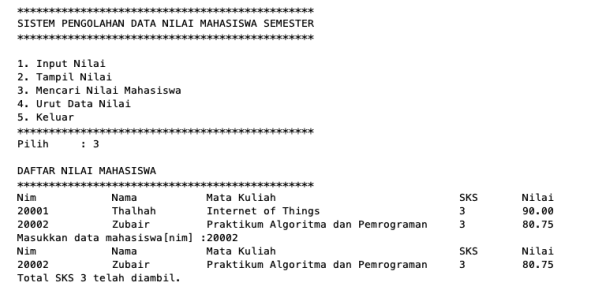 ***********************************************
SISTEM PENGOLAHAN DATA NILAI MAHASISWA SEMESTER
***********************************************
1. Input Nilai
2. Tampil Nilai
3. Mencari Nilai Mahasiswa
4. Urut Data Nilai
5. Keluar
***********************************************
Pilih : 3
DAFTAR NILAI MAHASISWA
***********************************************
Nim Nama Mata Kuliah SKS Nilai
20001 Thalhah Internet of Things 3 90.00
20002 Zubair Praktikum Algoritma dan Pemrograman 3 80.75
Masukkan data mahasiswa[nim] :20002
Nim Nama Mata Kuliah SKS Nilai
20002 Zubair Praktikum Algoritma dan Pemrograman 3 80.75
Total SKS 3 telah diambil.